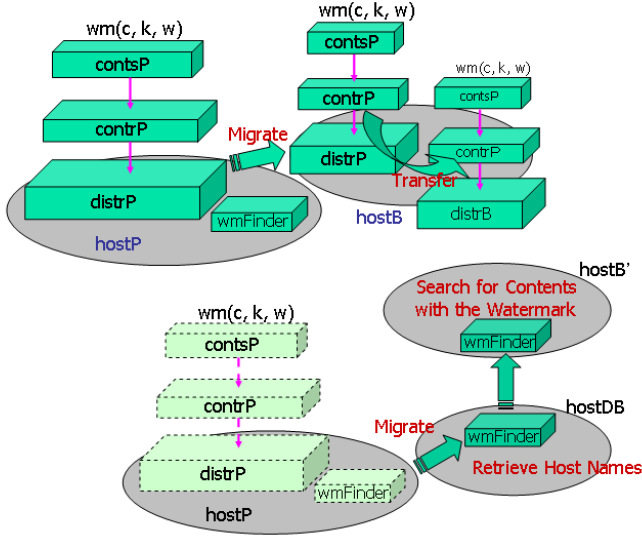 wm(c, k, w)
contsP
contrP
distrP
wmFinder
hostP
Migrate
wm(c, k, w)
contsP
contrP
distrP
hostB
Transfer
wm(c, k, w)
contsP
contrP
distrB
wm(c, k, w)
contsP
contrP
distrP
wmFinder
hostP
Migrate
hostB'
Search for Contents
with the Watermark
wmFinder
hostDB
wmFinder
Retrieve Host Names